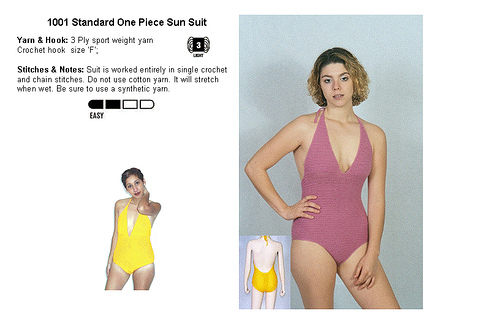 1001 Standard One Piece Sun Suit
Yarn & Hook: 3 Ply sport weight yarn
Crochet hook size 'F';
3
LIGHT
Stitches & Notes: Suit is worked entirely in single crochet
and chain stitches. Do not use cotton yarn. It will stretch
when wet. Be sure to use a synthetic yarn.
EASY